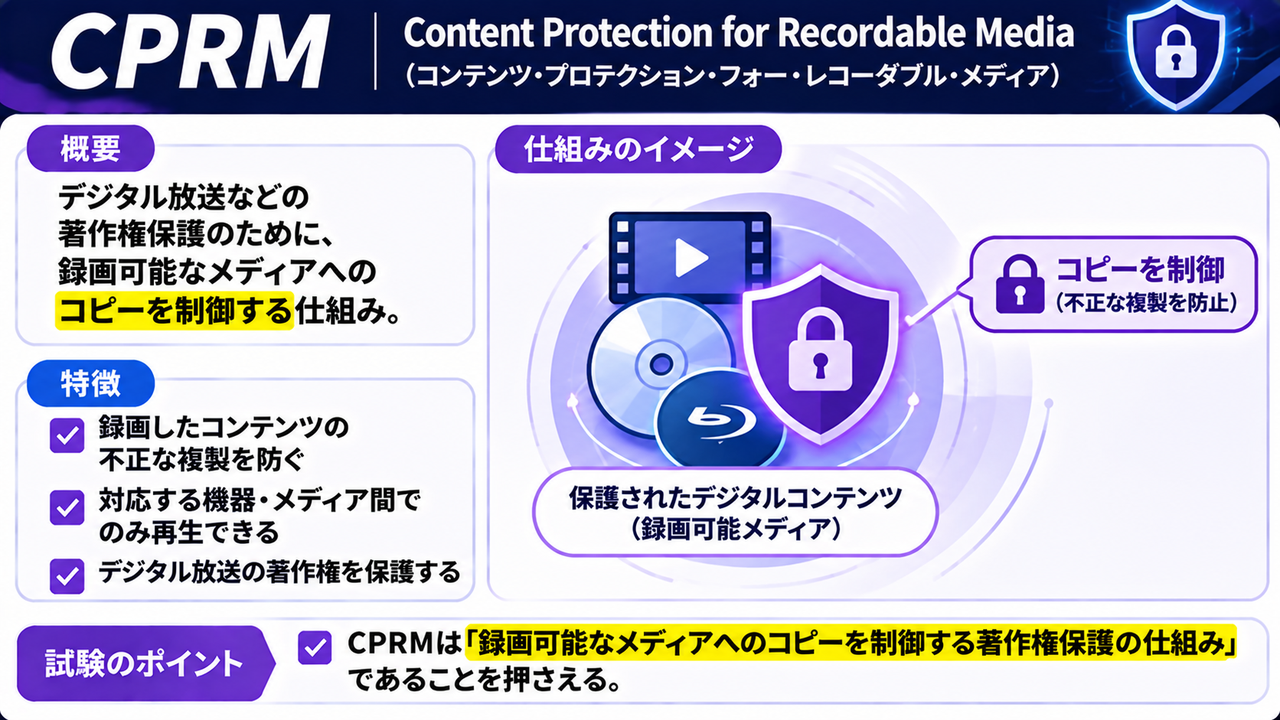 CPRM
Content Protection for Recordable Media
（コンテンツ・プロテクション・フォー・レコーダブル・メディア）
概要
デジタル放送などの
著作権保護のために、
録画可能なメディアへの
コピーを制御する仕組み。
特徴
録画したコンテンツの
不正な複製を防ぐ
対応する機器・メディア間で
のみ再生できる
デジタル放送の著作権を保護する
仕組みのイメージ
コピーを制御
（不正な複製を防止）
保護されたデジタルコンテンツ
（録画可能メディア）
試験のポイント
CPRMは「録画可能なメディアへのコピーを制御する著作権保護の仕組み」
であることを押さえる。